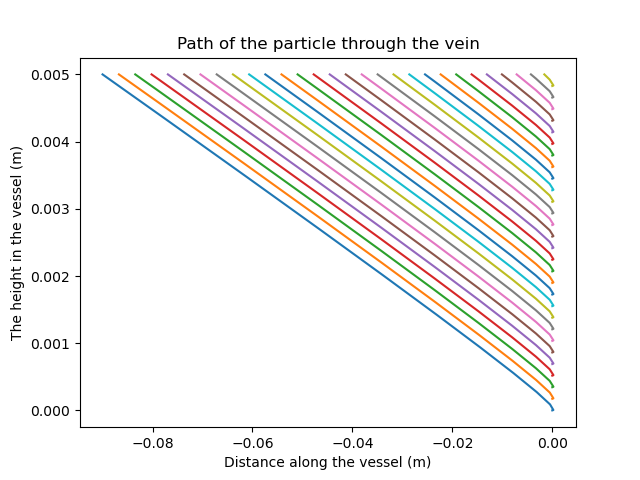 Path of the particle through the vein
0.005
0.004
0.003
0.002
0.001
0.000
The height in the vessel (m)
−0.08 −0.06 −0.04 −0.02 0.00
Distance along the vessel (m)